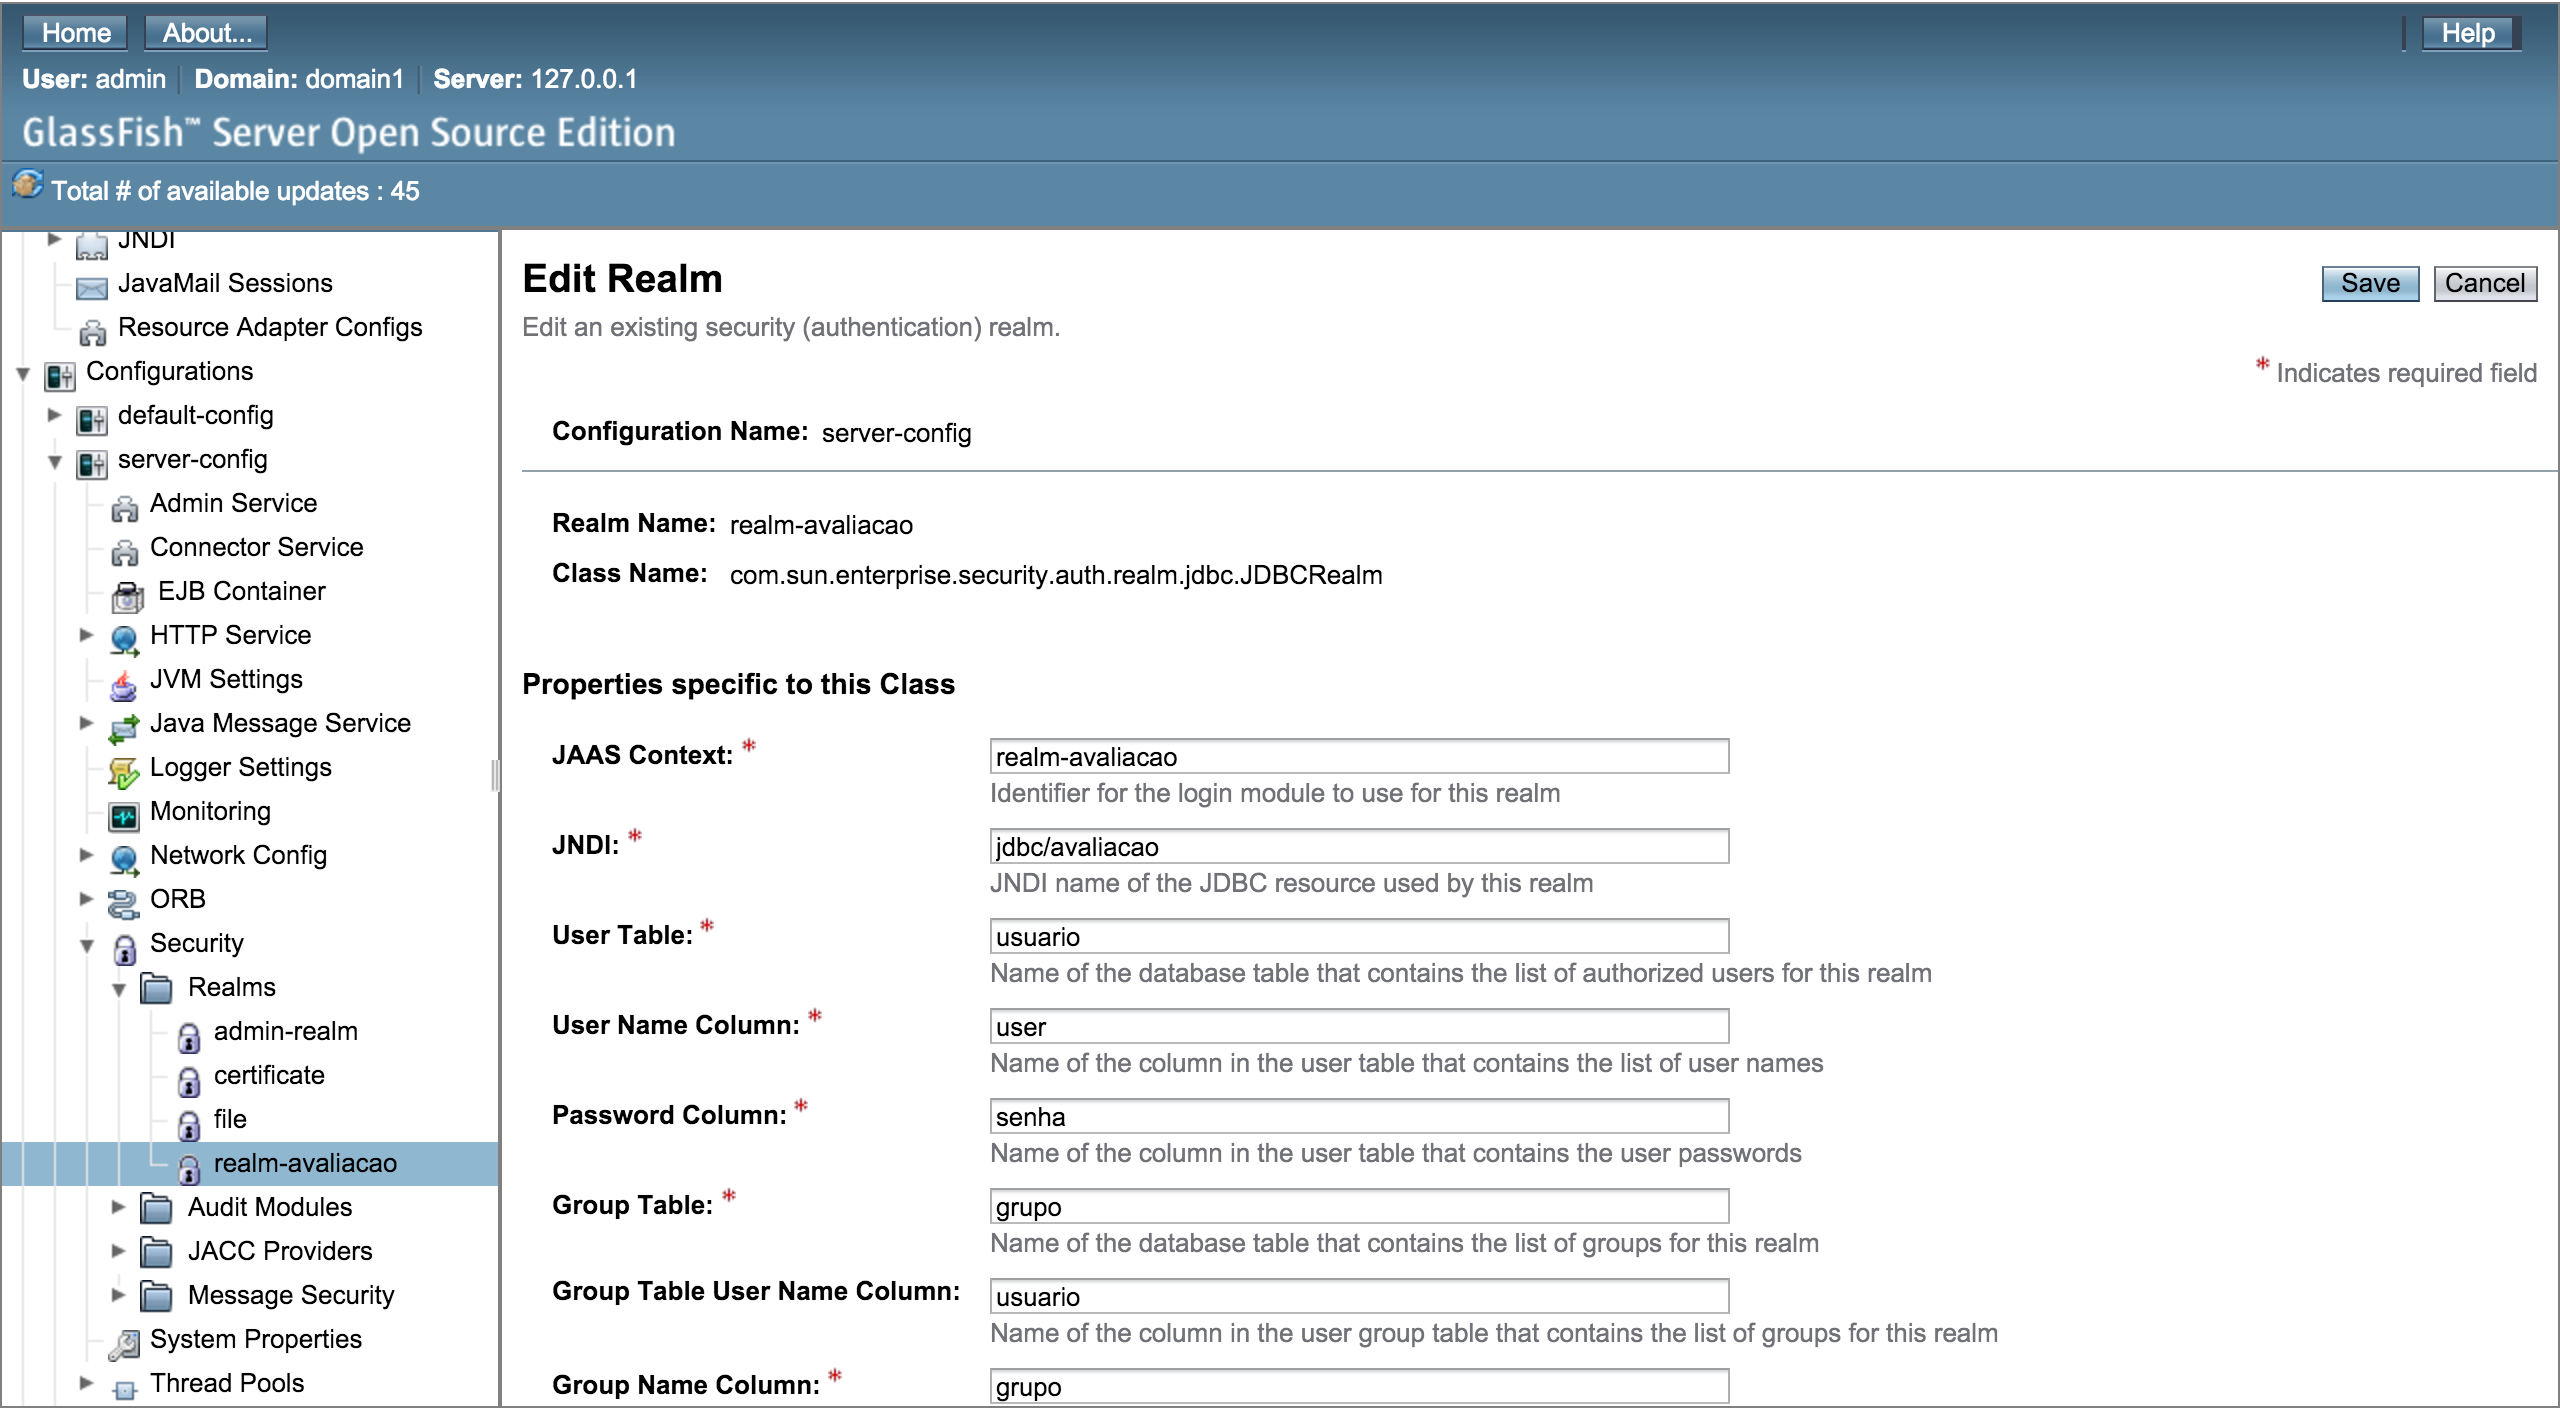 Home About... Help
User: admin Domain: domain1 Server: 127.0.0.1
GlassFish™ Server Open Source Edition
Total # of available updates : 45
JNDI
JavaMail Sessions
Resource Adapter Configs
Configurations
default-config
server-config
Admin Service
Connector Service
EJB Container
HTTP Service
JVM Settings
Java Message Service
Logger Settings
Monitoring
Network Config
ORB
Security
Realms
admin-realm
certificate
file
realm-avaliacao
Audit Modules
JACC Providers
Message Security
System Properties
Thread Pools
Edit Realm
Save Cancel
Edit an existing security (authentication) realm.
* Indicates required field
Configuration Name: server-config
Realm Name: realm-avaliacao
Class Name: com.sun.enterprise.security.auth.realm.jdbc.JDBCRealm
Properties specific to this Class
JAAS Context: * realm-avaliacao
Identifier for the login module to use for this realm
JNDI: * jdbc/avaliacao
JNDI name of the JDBC resource used by this realm
User Table: * usuario
Name of the database table that contains the list of authorized users for this realm
User Name Column: * user
Name of the column in the user table that contains the list of user names
Password Column: * senha
Name of the column in the user table that contains the user passwords
Group Table: * grupo
Name of the database table that contains the list of groups for this realm
Group Table User Name Column: usuario
Name of the column in the user group table that contains the list of groups for this realm
Group Name Column: * grupo